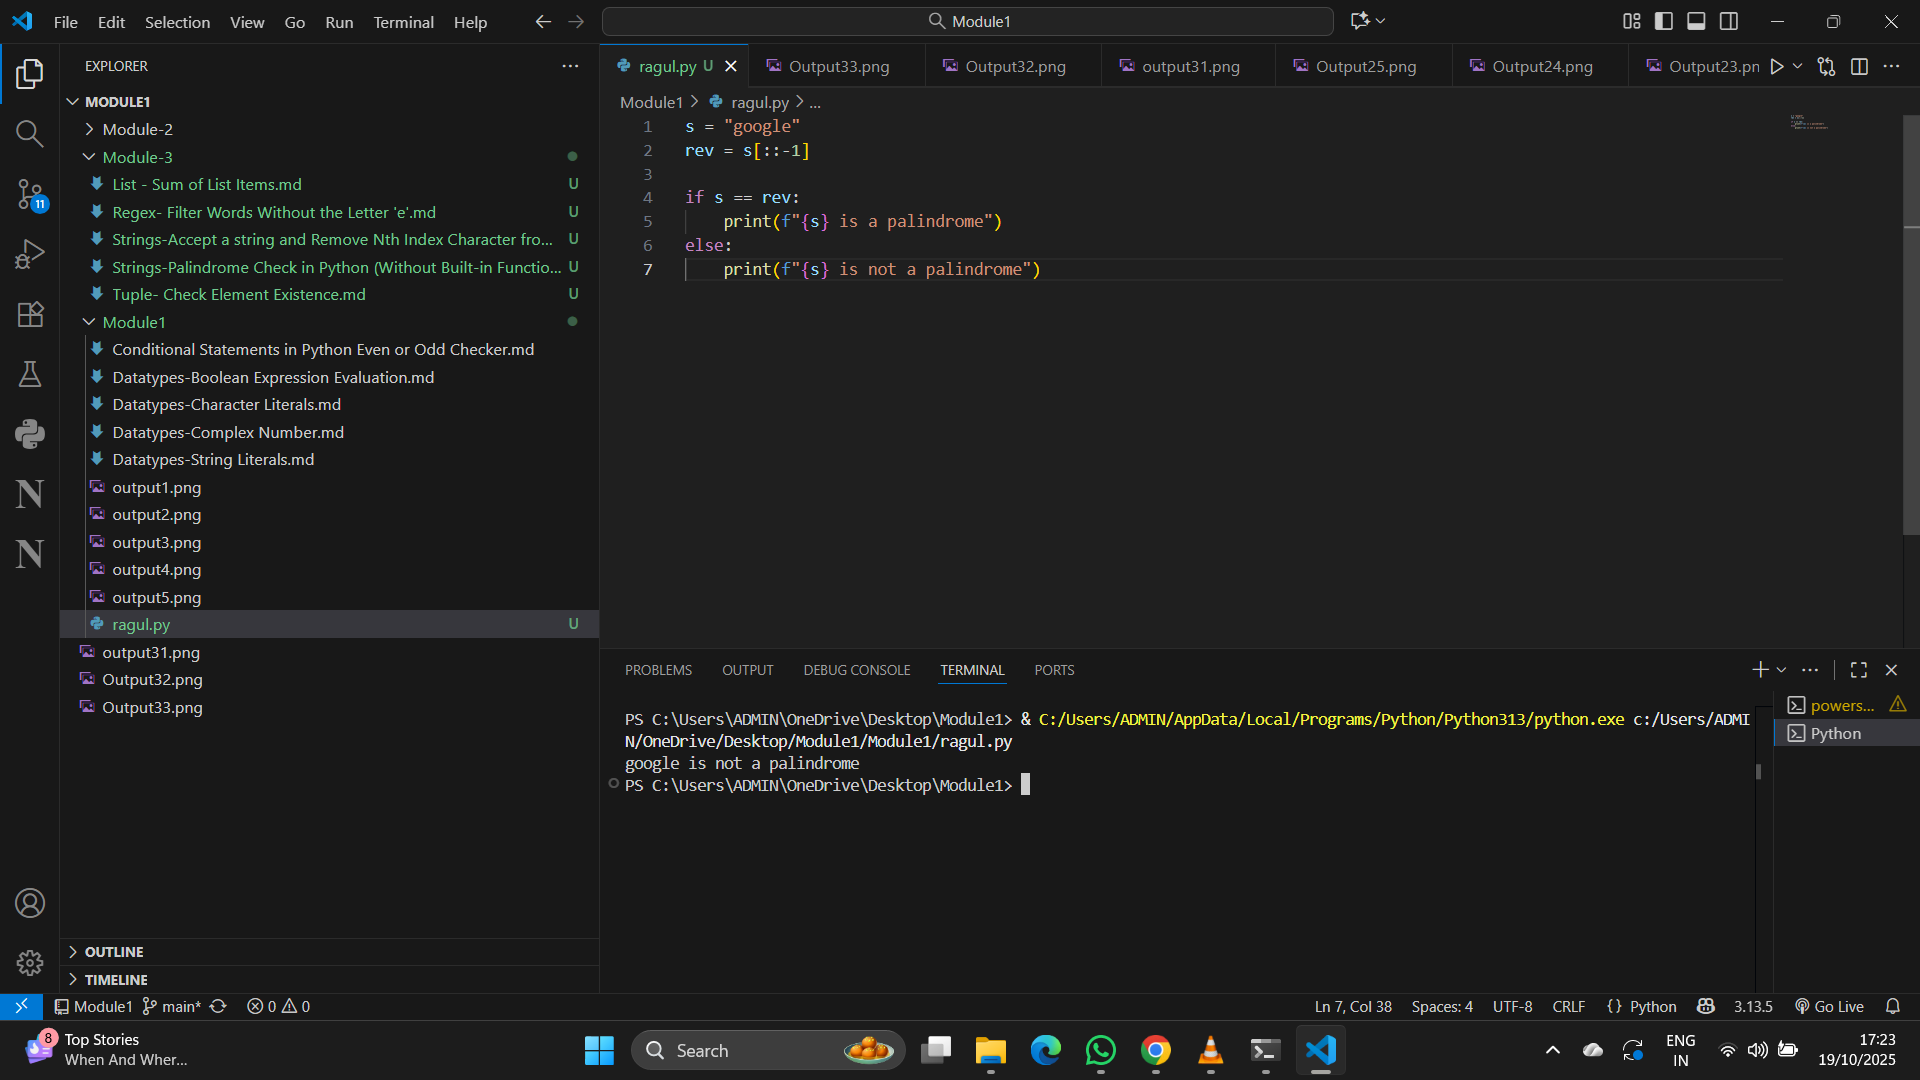 File Edit Selection View Go Run Terminal Help
Module1
EXPLORER
MODULE1
Module-2
Module-3
List - Sum of List Items.md U
Regex- Filter Words Without the Letter 'e'.md U
Strings-Accept a string and Remove Nth Index Character fro... U
Strings-Palindrome Check in Python (Without Built-in Functio... U
Tuple- Check Element Existence.md U
Module1
Conditional Statements in Python Even or Odd Checker.md
Datatypes-Boolean Expression Evaluation.md
Datatypes-Character Literals.md
Datatypes-Complex Number.md
Datatypes-String Literals.md
output1.png
output2.png
output3.png
output4.png
output5.png
ragul.py U
output31.png
Output32.png
Output33.png
OUTLINE
TIMELINE
ragul.py U Output33.png Output32.png output31.png Output25.png Output24.png Output23.pn
Module1 > ragul.py > ...
1 s = "google"
2 rev = s[::-1]
3
4 if s == rev:
5 print(f"{s} is a palindrome")
6 else:
7 print(f"{s} is not a palindrome")
PROBLEMS OUTPUT DEBUG CONSOLE TERMINAL PORTS
PS C:\Users\ADMIN\OneDrive\Desktop\Module1> & C:/Users/ADMIN/AppData/Local/Programs/Python/Python313/python.exe c:/Users/ADMI
N/OneDrive/Desktop/Module1/Module1/ragul.py
google is not a palindrome
PS C:\Users\ADMIN\OneDrive\Desktop\Module1>
powers...
Python
11
Module1 main* 0 0 Ln 7, Col 38 Spaces: 4 UTF-8 CRLF {} Python 3.13.5 Go Live
8
Top Stories
When And Wher...
Search
ENG
IN
17:23
19/10/2025